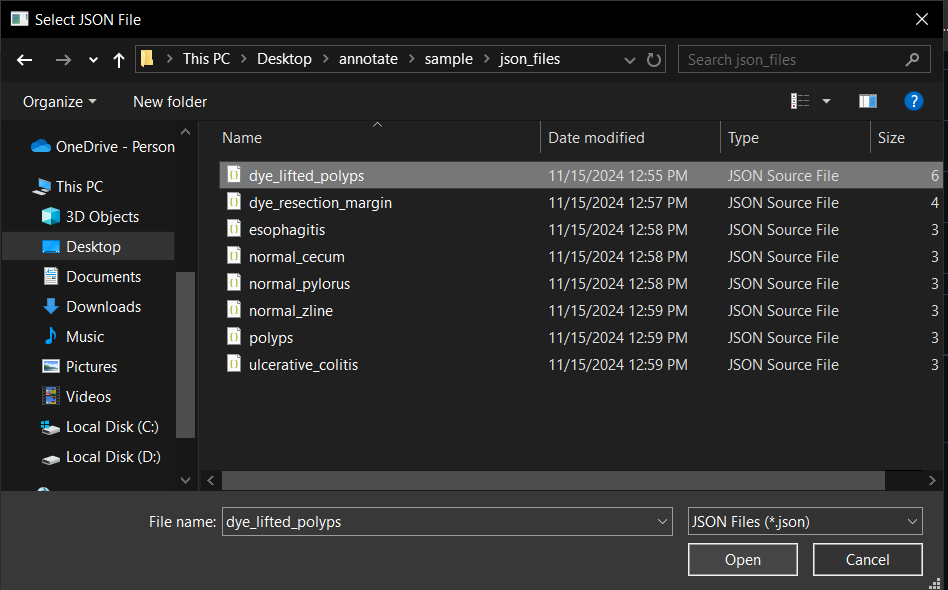 Select JSON File
This PC > Desktop > annotate > sample > json_files
Search json_files
Organize
New folder
?
OneDrive - Person
This PC
3D Objects
Desktop
Documents
Downloads
Music
Pictures
Videos
Local Disk (C:)
Local Disk (D:)
Name Date modified Type Size
dye_lifted_polyps 11/15/2024 12:55 PM JSON Source File 6
dye_resection_margin 11/15/2024 12:57 PM JSON Source File 4
esophagitis 11/15/2024 12:58 PM JSON Source File 3
normal_cecum 11/15/2024 12:58 PM JSON Source File 3
normal_pylorus 11/15/2024 12:58 PM JSON Source File 3
normal_zline 11/15/2024 12:59 PM JSON Source File 3
polyps 11/15/2024 12:59 PM JSON Source File 3
ulcerative_colitis 11/15/2024 12:59 PM JSON Source File 3
File name: dye_lifted_polyps
JSON Files (*.json)
Open
Cancel